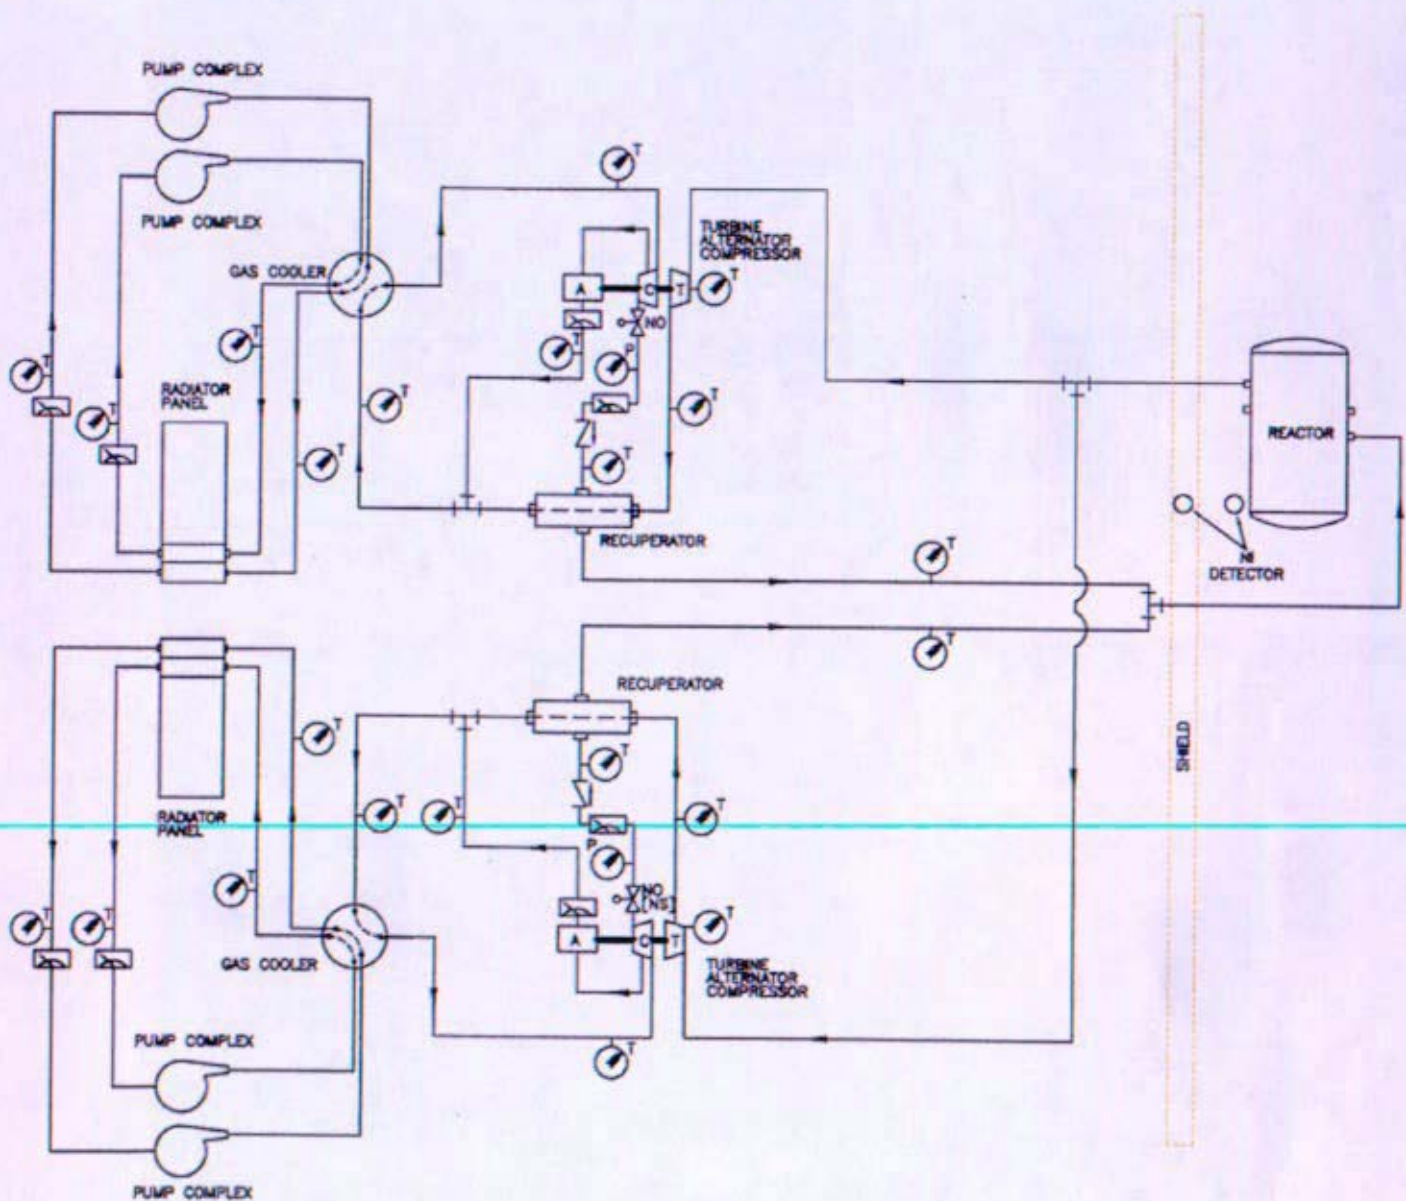 PUMP COMPLEX
T
PUMP COMPLEX
TURBINE
ALTERNATOR
COMPRESSOR
GAS COOLER
T
A
C
T
NO
T
T
T
P
T
RADIATOR
PANEL
T
T
T
T
REACTOR
T
RECUPERATOR
T
NI
DETECTOR
T
RECUPERATOR
T
SHIELD
T
RADIATOR
PANEL
T
T
T
P
T
NO
T
T
T
A
C
T
GAS COOLER
TURBINE
ALTERNATOR
COMPRESSOR
PUMP COMPLEX
T
PUMP COMPLEX